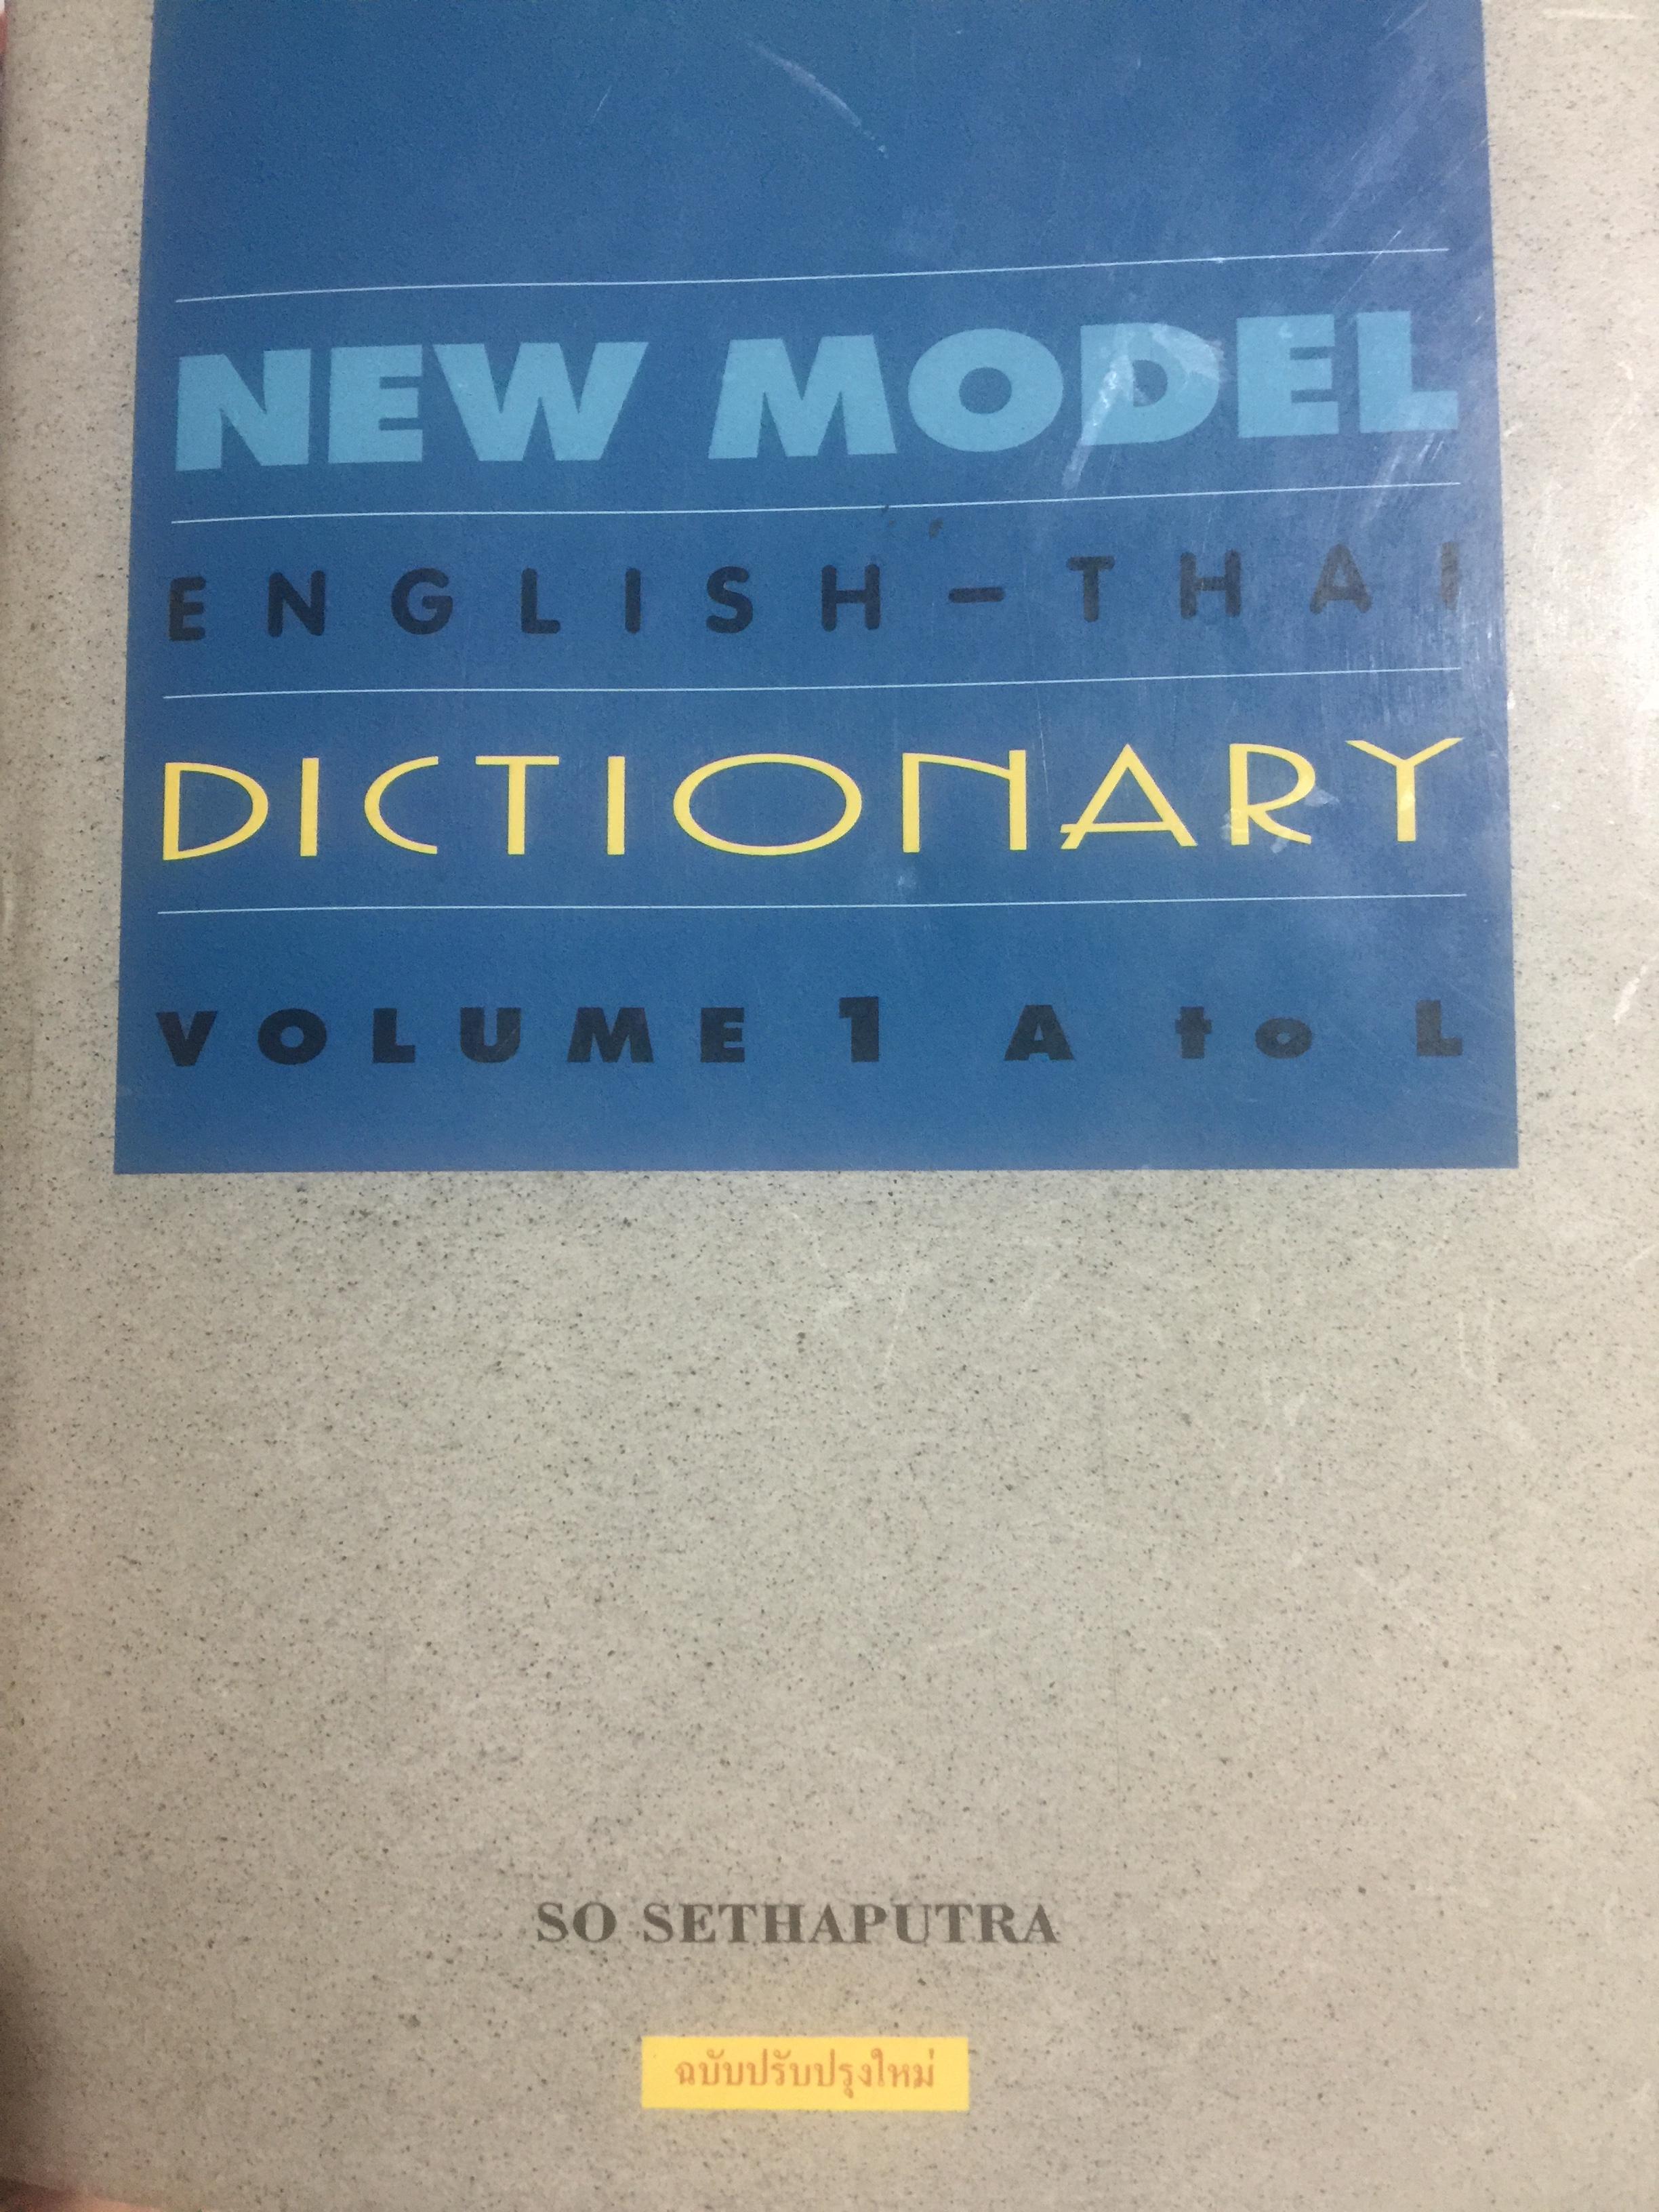 NEW MODEL
ENGLISH-THAI
DICTIONARY
VOLUME 1 A to L
SO SETHAPUTRA
ฉบับปรับปรุงใหม่